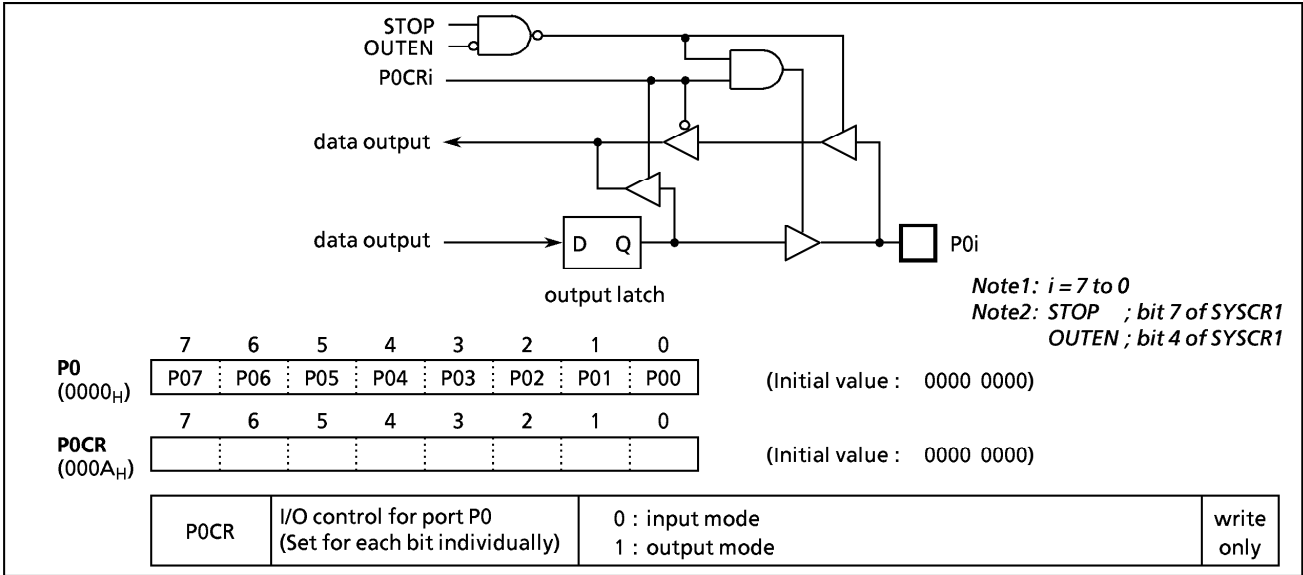 STOP
OUTEN
P0CRi
data output
data output
D Q
P0i
output latch
Note1: i = 7 to 0
Note2: STOP ; bit 7 of SYSCR1
OUTEN ; bit 4 of SYSCR1
7 6 5 4 3 2 1 0
P0
(0000H)
P07 P06 P05 P04 P03 P02 P01 P00
(Initial value : 0000 0000)
7 6 5 4 3 2 1 0
P0CR
(000AH)
(Initial value : 0000 0000)
P0CR
I/O control for port P0
(Set for each bit individually)
0 : input mode
1 : output mode
write
only